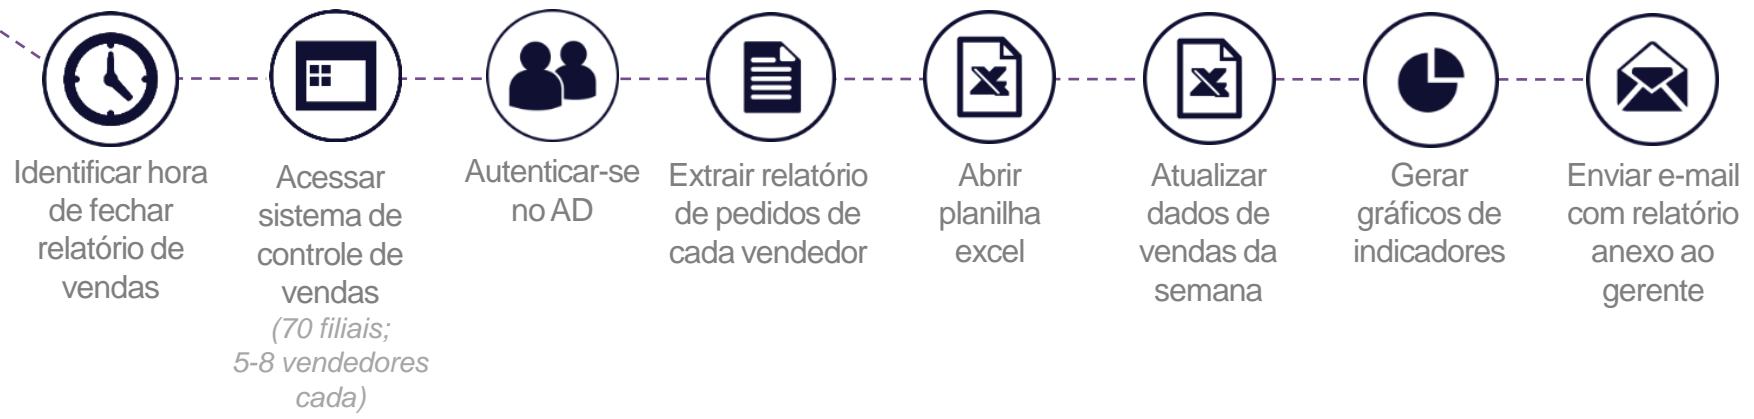 Identificar hora
de fechar
relatório de
vendas
Acessar
sistema de
controle de
vendas
(70 filiais;
5-8 vendedores
cada)
Autenticar-se
no AD
Extrair relatório
de pedidos de
cada vendedor
Abrir
planilha
excel
Atualizar
dados de
vendas da
semana
Gerar
gráficos de
indicadores
Enviar e-mail
com relatório
anexo ao
gerente